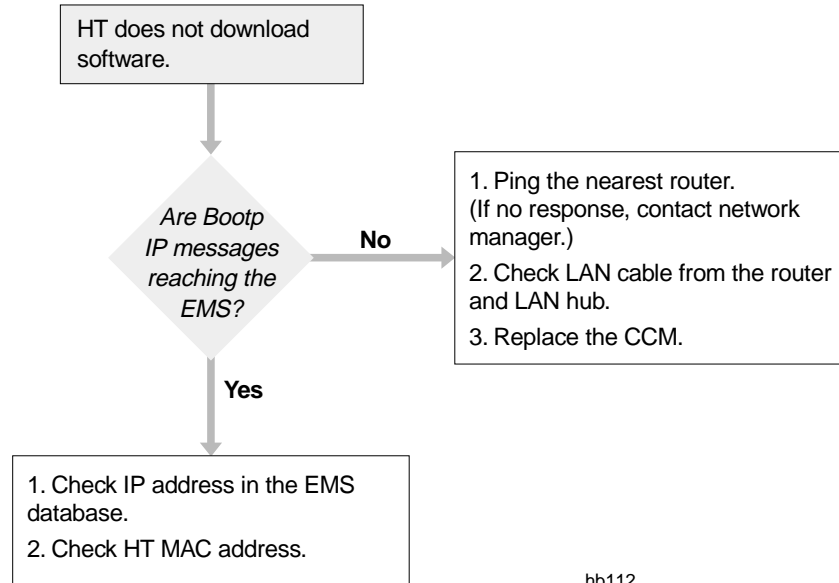 HT does not download
software.
Are Bootp
IP messages
reaching the
EMS?
No
1. Ping the nearest router.
(If no response, contact network
manager.)
2. Check LAN cable from the router
and LAN hub.
3. Replace the CCM.
Yes
1. Check IP address in the EMS
database.
2. Check HT MAC address.
hb112